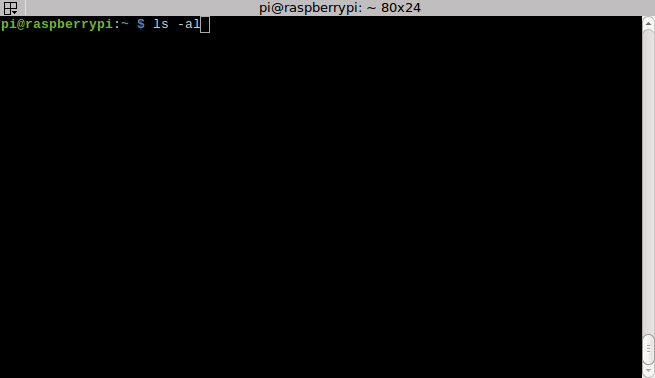 pi@raspberrypi: ~ 80x24
pi@raspberrypi:~ $ ls -al